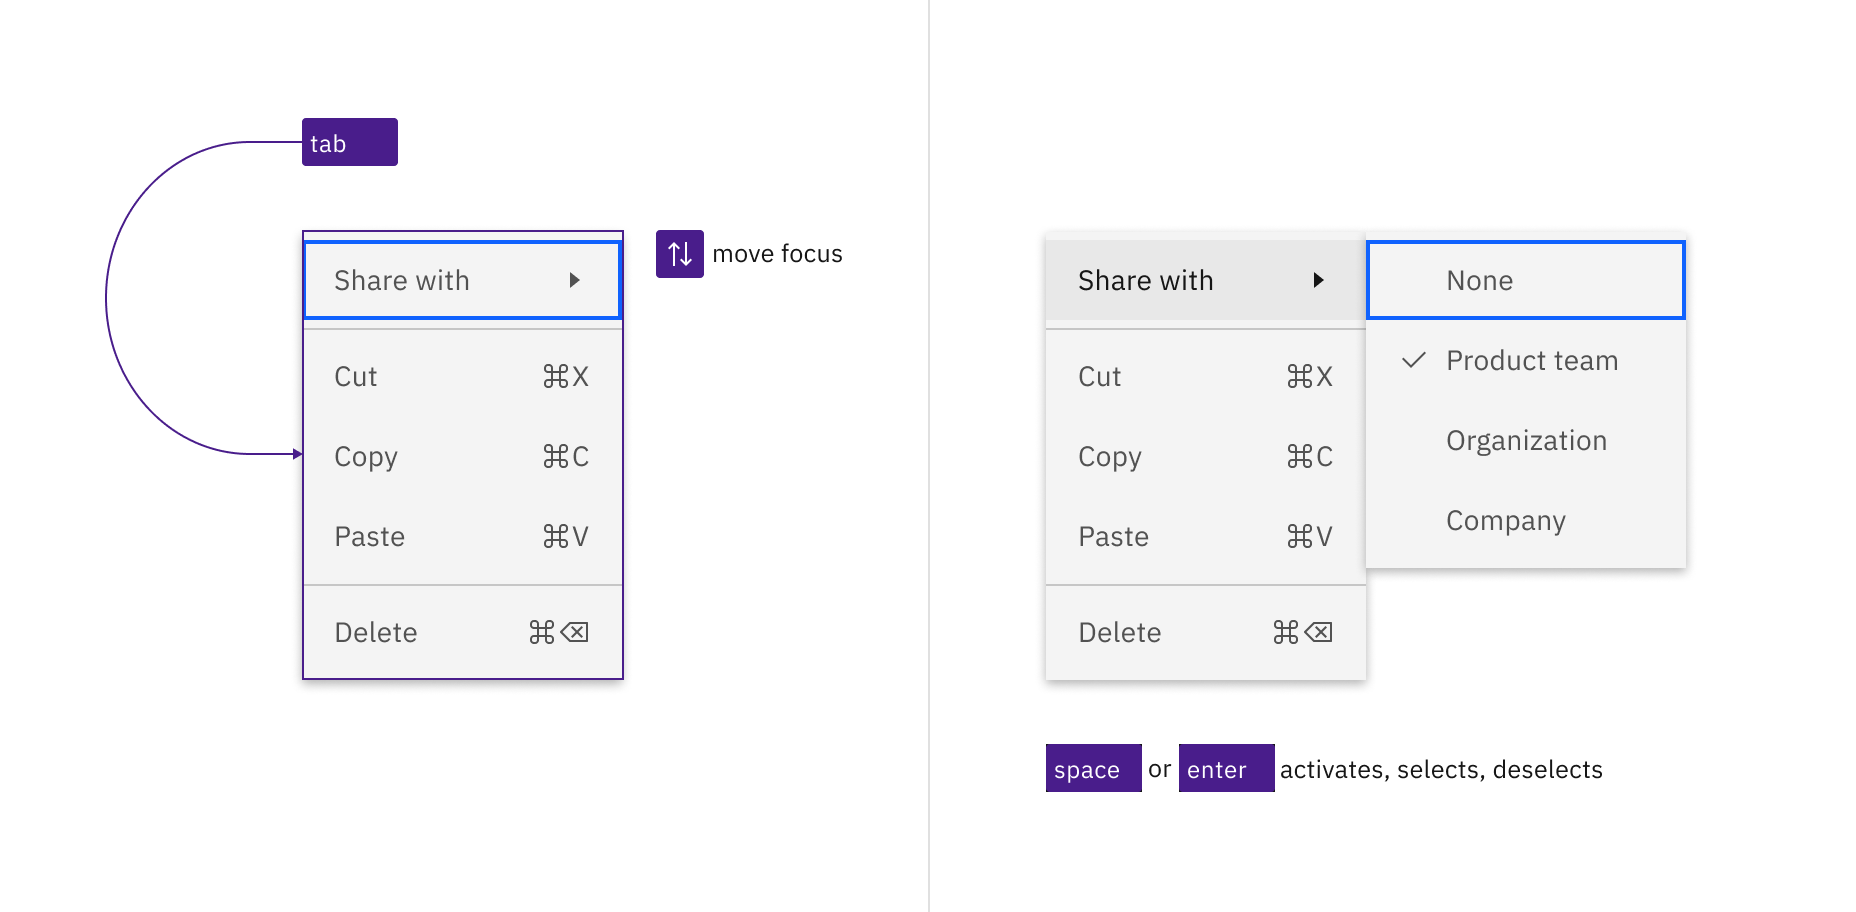 tab
↑↓ move focus
Share with
Cut ⌘X
Copy ⌘C
Paste ⌘V
Delete ⌘⌫
Share with
Cut ⌘X
Copy ⌘C
Paste ⌘V
Delete ⌘⌫
None
✓ Product team
Organization
Company
space or enter activates, selects, deselects